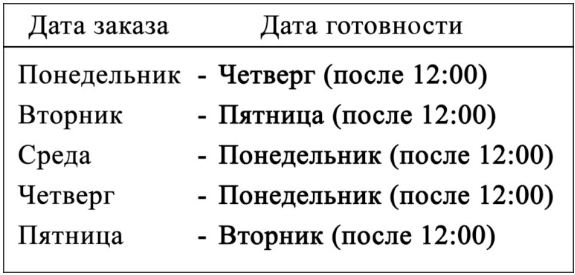 Дата заказа Дата готовности
Понедельник - Четверг (после 12:00)
Вторник - Пятница (после 12:00)
Среда - Понедельник (после 12:00)
Четверг - Понедельник (после 12:00)
Пятница - Вторник (после 12:00)